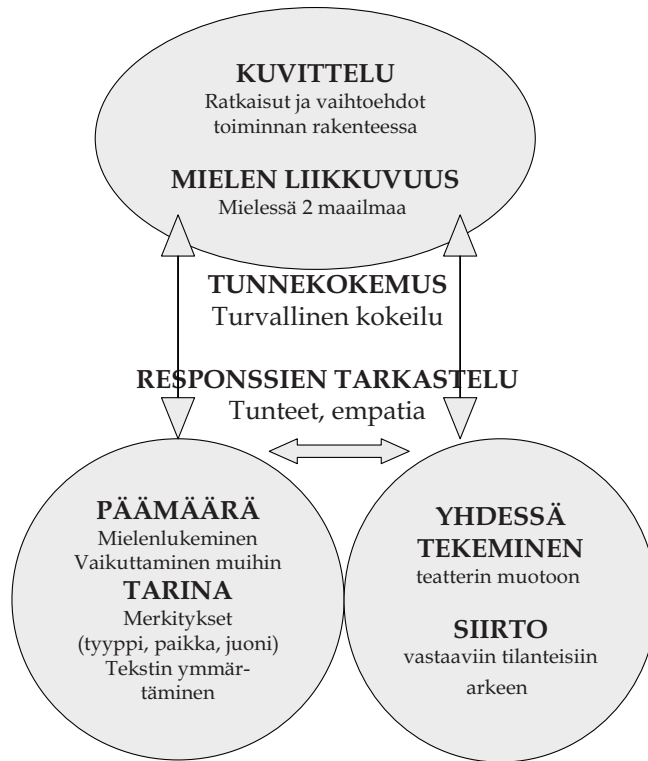 KUVITTELU
Ratkaisut ja vaihtoehdot
toiminnan rakenteessa
MIELEN LIIKKUVUUS
Mielessä 2 maailmaa
TUNNEKOKEMUS
Turvallinen kokeilu
RESPONSSIEN TARKASTELU
Tunteet, empatia
PÄÄMÄÄRÄ
Mielenlukeminen
Vaikuttaminen muihin
TARINA
Merkitykset
(tyyppi, paikka, juoni)
Tekstin ymmär-
täminen
YHDESSÄ
TEKEMINEN
teatterin muotoon
SIIRTO
vastaaviin tilanteisiin
arkeen